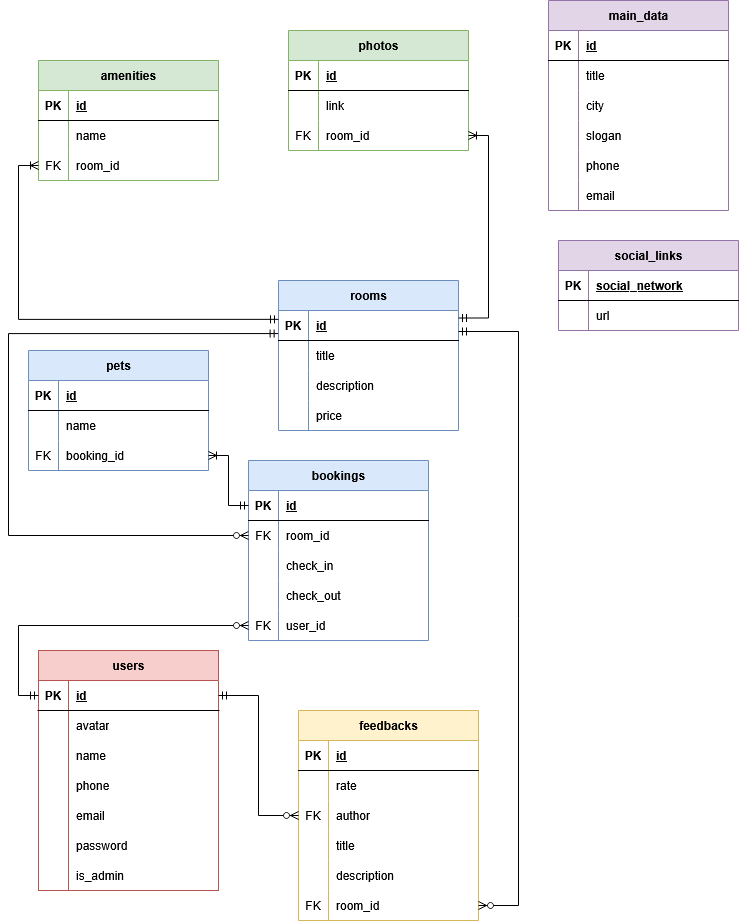 main_data
PK id
title
city
slogan
phone
email
photos
PK id
link
FK room_id
amenities
PK id
name
FK room_id
social_links
PK social_network
url
rooms
PK id
title
description
price
pets
PK id
name
FK booking_id
bookings
PK id
FK room_id
check_in
check_out
FK user_id
users
PK id
avatar
name
phone
email
password
is_admin
feedbacks
PK id
rate
FK author
title
description
FK room_id